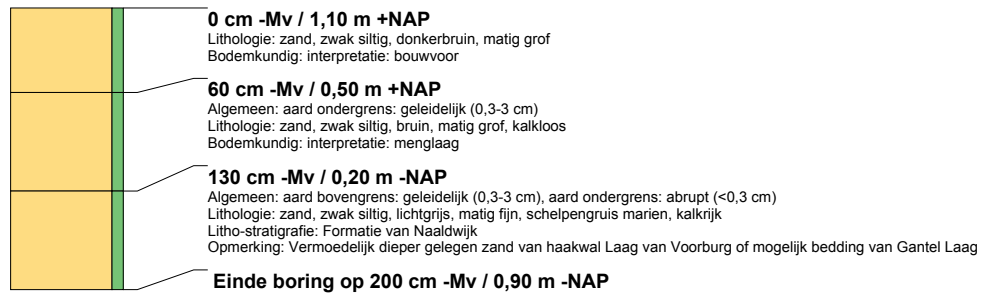 0 cm -Mv / 1,10 m +NAP
Lithologie: zand, zwak siltig, donkerbruin, matig grof
Bodemkundig: interpretatie: bouwvoor
60 cm -Mv / 0,50 m +NAP
Algemeen: aard ondergrens: geleidelijk (0,3-3 cm)
Lithologie: zand, zwak siltig, bruin, matig grof, kalkloos
Bodemkundig: interpretatie: menglaag
130 cm -Mv / 0,20 m -NAP
Algemeen: aard bovengrens: geleidelijk (0,3-3 cm), aard ondergrens: abrupt (<0,3 cm)
Lithologie: zand, zwak siltig, lichtgrijs, matig fijn, schelpengruis marien, kalkrijk
Litho-stratigrafie: Formatie van Naaldwijk
Opmerking: Vermoedelijk dieper gelegen zand van haakwal Laag van Voorburg of mogelijk bedding van Gantel Laag
Einde boring op 200 cm -Mv / 0,90 m -NAP